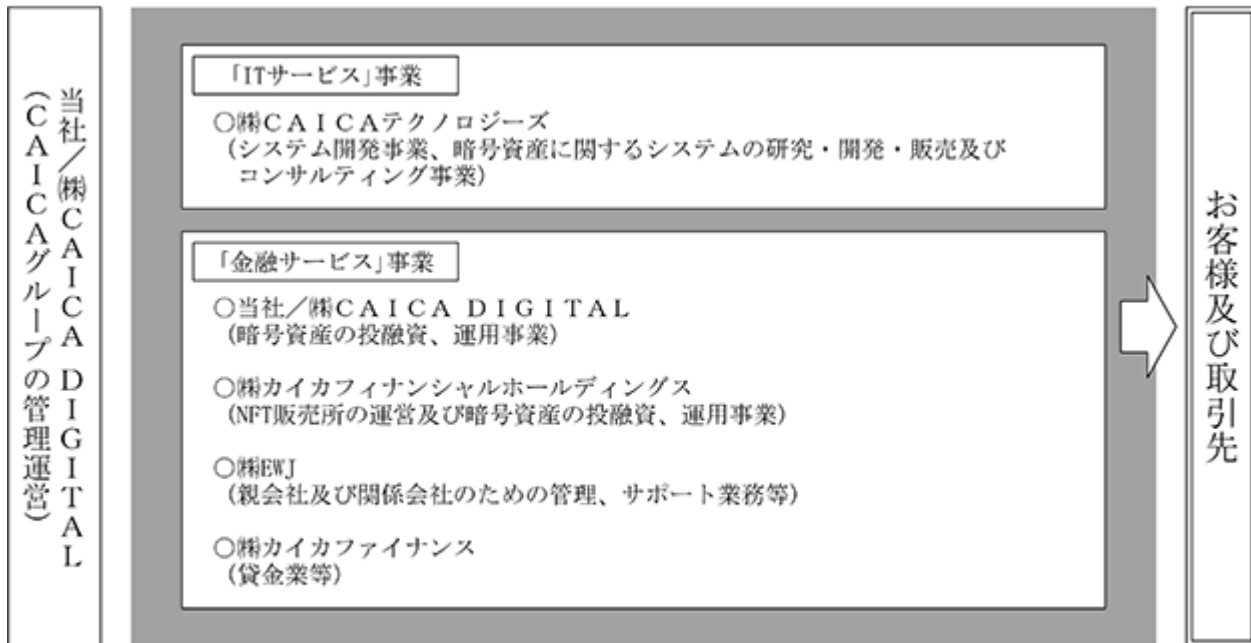 当社／㈱ＣＡＩＣＡ ＤＩＧＩＴＡＬ
（ＣＡＩＣＡグループの管理運営）
「ITサービス」事業
○㈱ＣＡＩＣＡテクノロジーズ
（システム開発事業、暗号資産に関するシステムの研究・開発・販売及び
コンサルティング事業）
「金融サービス」事業
○当社／㈱ＣＡＩＣＡ ＤＩＧＩＴＡＬ
（暗号資産の投融資、運用事業）
○㈱カイカフィナンシャルホールディングス
（NFT販売所の運営及び暗号資産の投融資、運用事業）
○㈱EWJ
（親会社及び関係会社のための管理、サポート業務等）
○㈱カイカファイナンス
（貸金業等）
お客様及び取引先